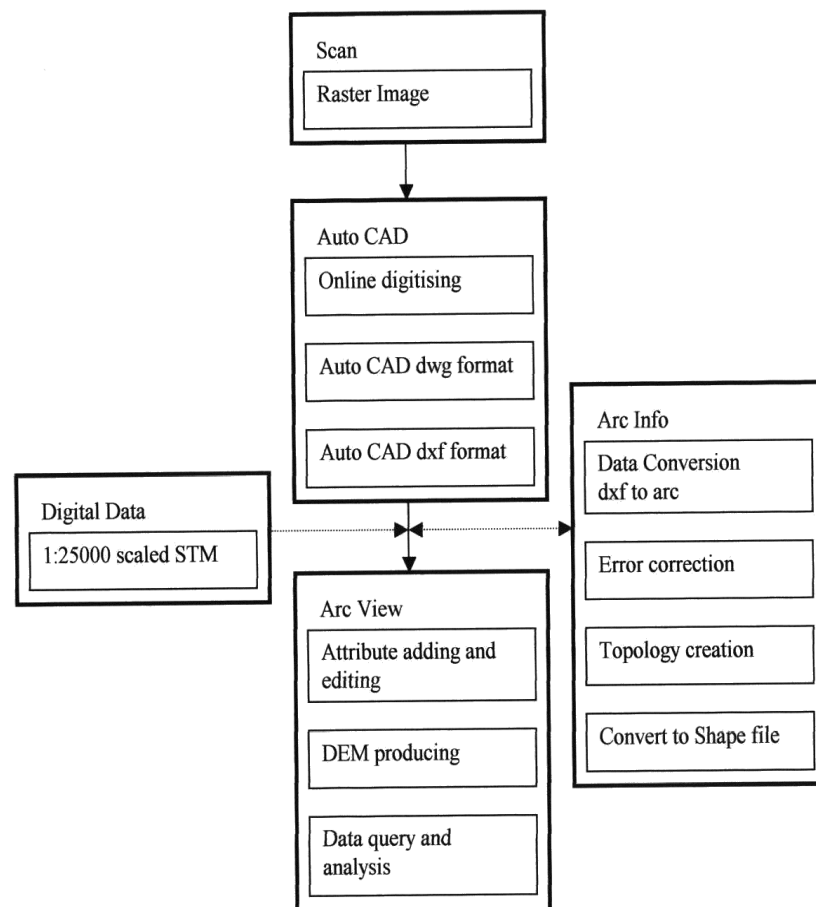 Scan
Raster Image
Auto CAD
Online digitising
Auto CAD dwg format
Auto CAD dxf format
Digital Data
1:25000 scaled STM
Arc Info
Data Conversion
dxf to arc
Error correction
Topology creation
Convert to Shape file
Arc View
Attribute adding and
editing
DEM producing
Data query and
analysis